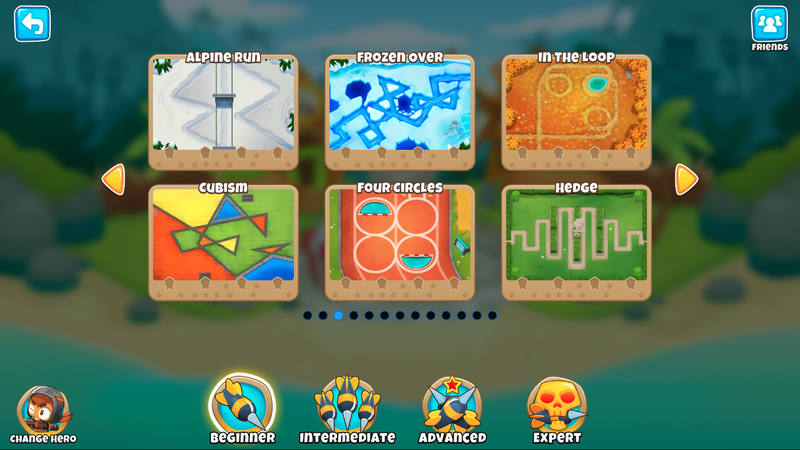 FRIENDS
ALPINE RUN
FROZEN OVER
IN THE LOOP
CUBISM
FOUR CIRCLES
HEDGE
CHANGE HERO
BEGINNER
INTERMEDIATE
ADVANCED
EXPERT